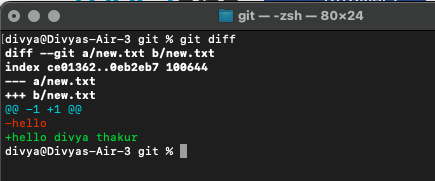 git — -zsh — 80×24
divya@Divyas-Air-3 git % git diff
diff --git a/new.txt b/new.txt
index ce01362..0eb2eb7 100644
--- a/new.txt
+++ b/new.txt
@@ -1 +1 @@
-hello
+hello divya thakur
divya@Divyas-Air-3 git %